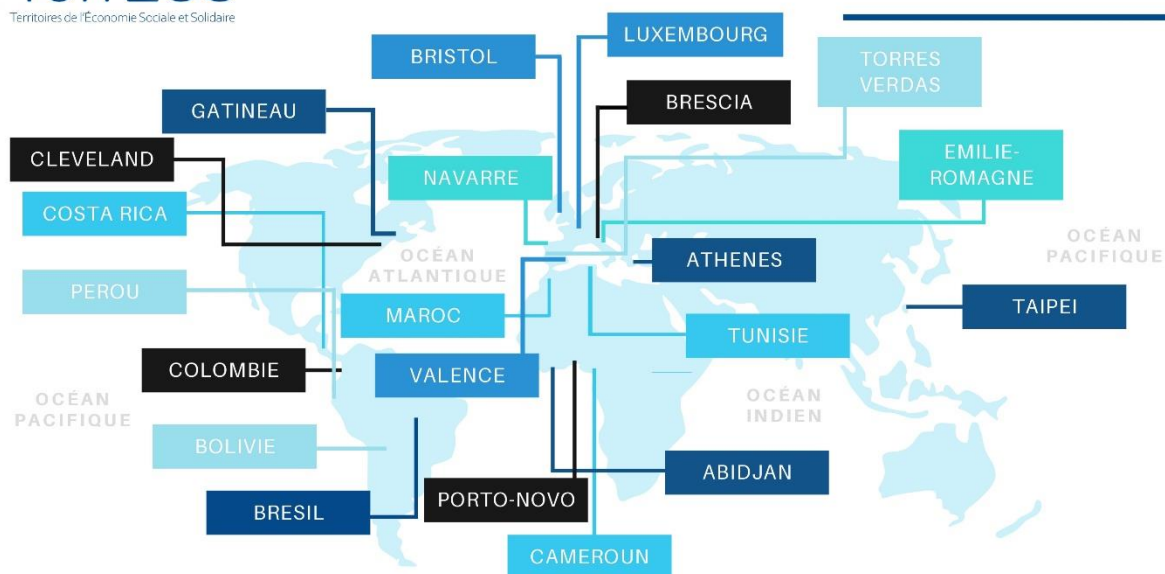 Territoires de l'Économie Sociale et Solidaire
LUXEMBOURG
BRISTOL
TORRES
VERDAS
BRESCIA
GATINEAU
CLEVELAND
NAVARRE
EMILIE-
ROMAGNE
COSTA RICA
OCÉAN
ATLANTIQUE
OCÉAN
PACIFIQUE
ATHENES
PEROU
MAROC
TAIPEI
TUNISIE
COLOMBIE
VALENCE
OCÉAN
PACIFIQUE
OCÉAN
INDIEN
BOLIVIE
ABIDJAN
PORTO-NOVO
BRESIL
CAMEROUN